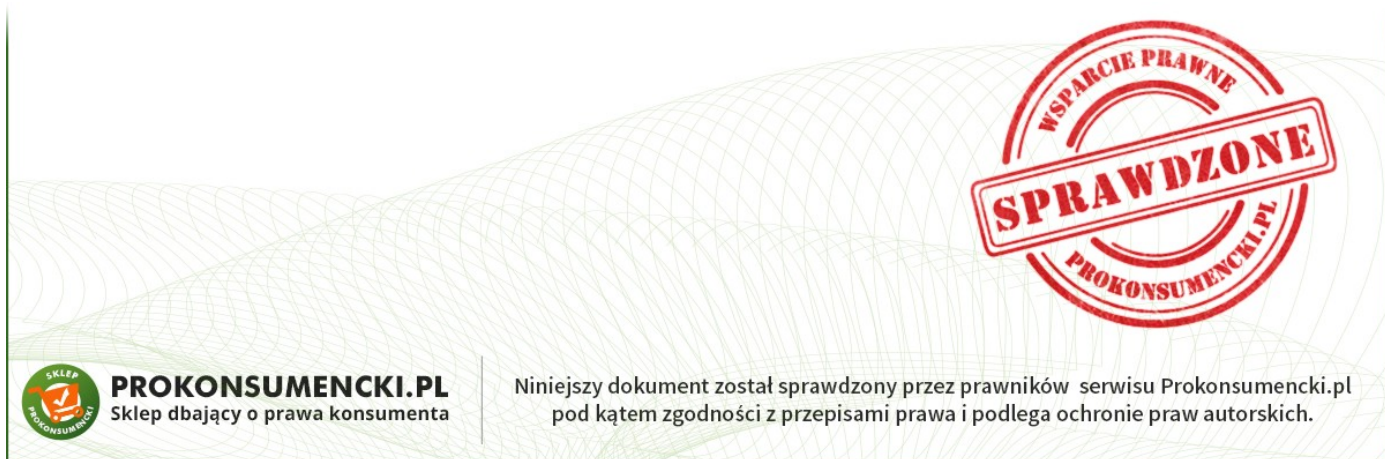 WSPARCIE PRAWNE
SPRAWDZONE
PROKONSUMENCKI.PL
SKLEP
PROKONSUMENCKI
PROKONSUMENCKI.PL
Sklep dbający o prawa konsumenta
Niniejszy dokument został sprawdzony przez prawników serwisu Prokonsumencki.pl
pod kątem zgodności z przepisami prawa i podlega ochronie praw autorskich.